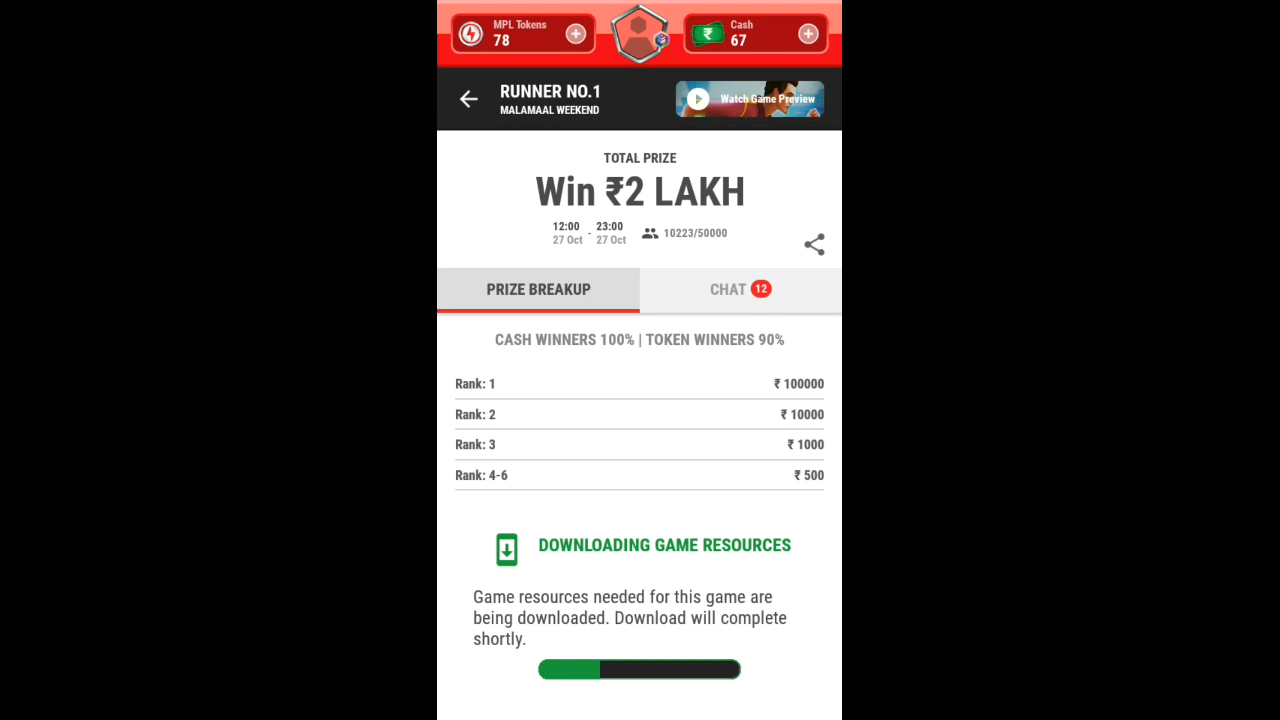 MPL Tokens
78
Cash
67
RUNNER NO.1
MALAMAAL WEEKEND
Watch Game Preview
TOTAL PRIZE
Win ₹2 LAKH
12:00 - 23:00
27 Oct 27 Oct
10223/50000
PRIZE BREAKUP
CHAT 12
CASH WINNERS 100% | TOKEN WINNERS 90%
Rank: 1 ₹ 100000
Rank: 2 ₹ 10000
Rank: 3 ₹ 1000
Rank: 4-6 ₹ 500
DOWNLOADING GAME RESOURCES
Game resources needed for this game are
being downloaded. Download will complete
shortly.